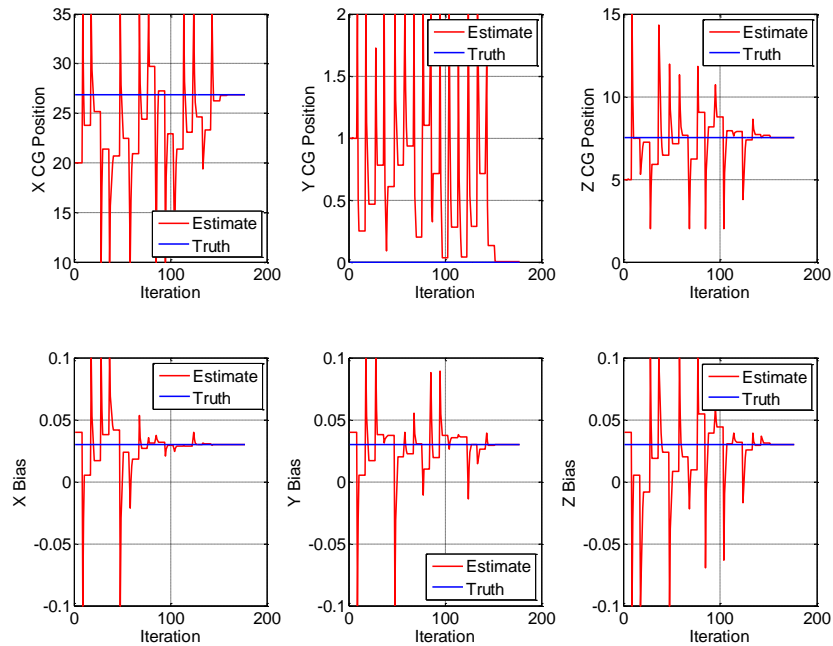 35
30
25
20
15
10
0
100
200
X CG Position
Iteration
Estimate
Truth
2
1.5
1
0.5
0
0
100
200
Y CG Position
Iteration
Estimate
Truth
15
10
5
0
0
100
200
Z CG Position
Iteration
Estimate
Truth
0.1
0.05
0
-0.05
-0.1
0
100
200
X Bias
Iteration
Estimate
Truth
0.1
0.05
0
-0.05
-0.1
0
100
200
Y Bias
Iteration
Estimate
Truth
0.1
0.05
0
-0.05
-0.1
0
100
200
Z Bias
Iteration
Estimate
Truth